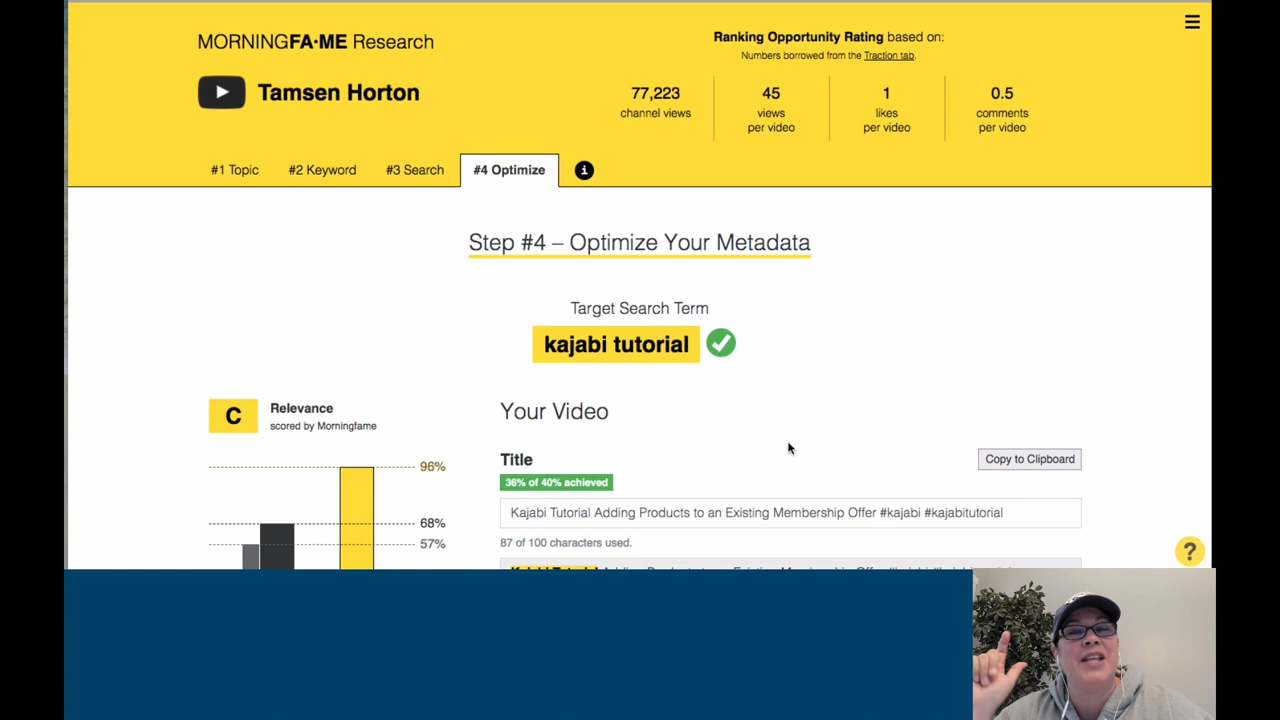 MORNINGFA·ME Research
Tamsen Horton
Ranking Opportunity Rating based on:
Numbers borrowed from the Traction tab.
77,223
channel views
45
views
per video
1
likes
per video
0.5
comments
per video
#1 Topic
#2 Keyword
#3 Search
#4 Optimize
i
Step #4 – Optimize Your Metadata
Target Search Term
kajabi tutorial
C
Relevance
scored by Morningfame
96%
68%
57%
Your Video
Title
Copy to Clipboard
36% of 40% achieved
Kajabi Tutorial Adding Products to an Existing Membership Offer #kajabi #kajabitutorial
87 of 100 characters used.
?